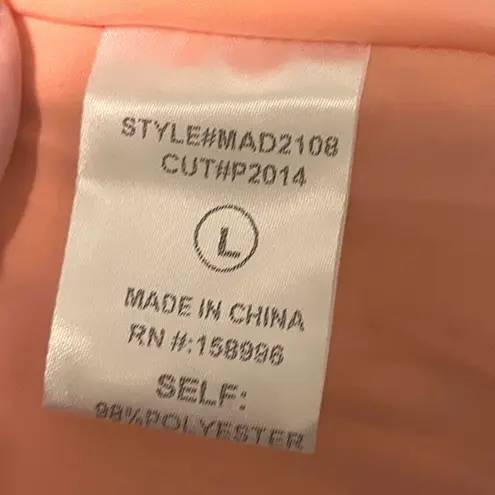 STYLE#MAD2108
CUT#P2014
L
MADE IN CHINA
RN #:158996
SELF:
98%POLYESTER